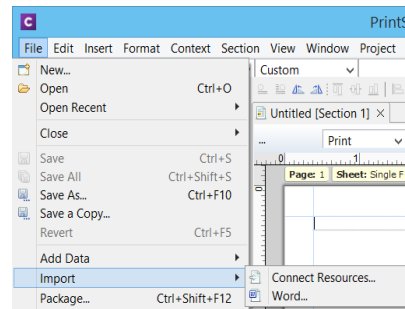 C PrintS
File Edit Insert Format Context Section View Window Project
New... Custom
Open Ctrl+O
Open Recent Untitled [Section 1] ×
Close ... Print
Save Ctrl+S 0 1
Save All Ctrl+Shift+S Page: 1 Sheet: Single F
Save As... Ctrl+F10
Save a Copy...
Revert Ctrl+F5
Add Data
Import Connect Resources...
Package... Ctrl+Shift+F12 Word...